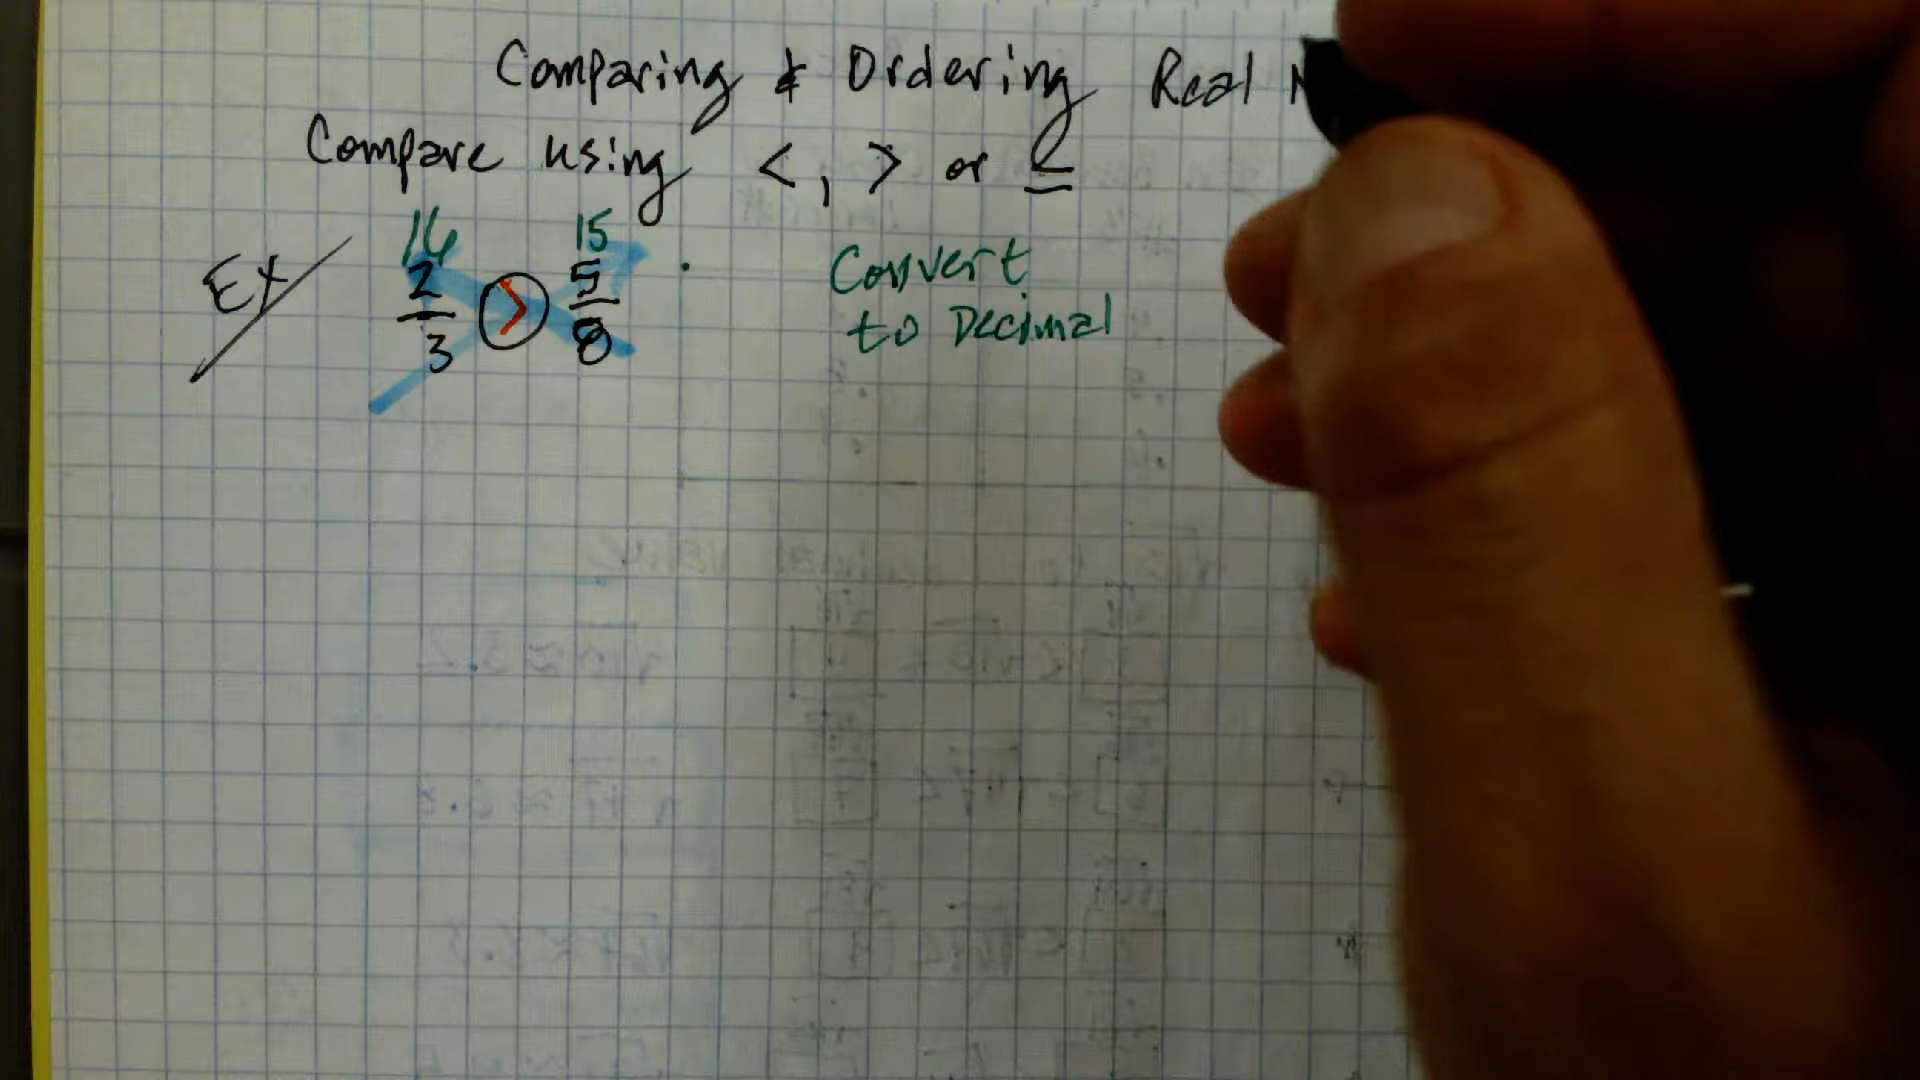 Comparing & Ordering Real
Compare using <, > or =
16 15
Ex 2/3 > 5/8
Convert
to Decimal